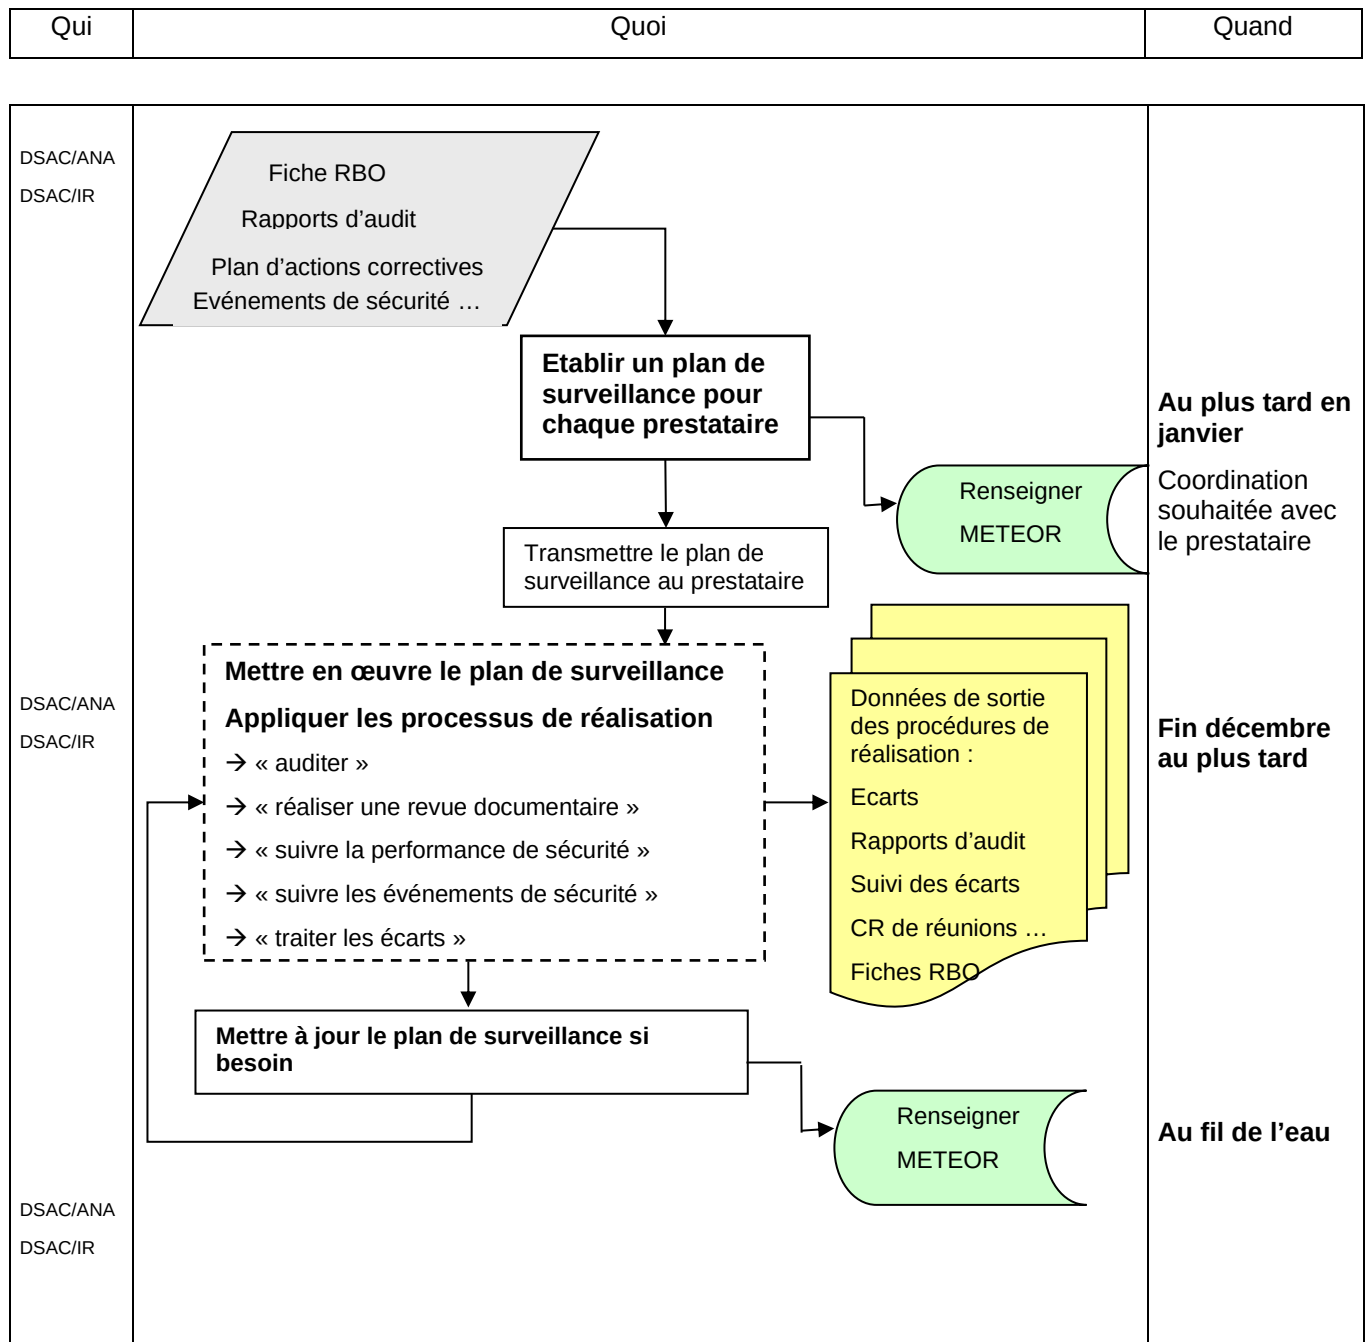 Qui
Quoi
Quand
DSAC/ANA
DSAC/IR
Fiche RBO
Rapports d’audit
Plan d’actions correctives
Evénements de sécurité …
Etablir un plan de
surveillance pour
chaque prestataire
Au plus tard en
janvier
Coordination
souhaitée avec
le prestataire
Renseigner
METEOR
Transmettre le plan de
surveillance au prestataire
DSAC/ANA
DSAC/IR
Mettre en œuvre le plan de surveillance
Appliquer les processus de réalisation
→ « auditer »
→ « réaliser une revue documentaire »
→ « suivre la performance de sécurité »
→ « suivre les événements de sécurité »
→ « traiter les écarts »
Données de sortie
des procédures de
réalisation :
Ecarts
Rapports d’audit
Suivi des écarts
CR de réunions …
Fiches RBO
Fin décembre
au plus tard
Mettre à jour le plan de surveillance si
besoin
Renseigner
METEOR
Au fil de l’eau
DSAC/ANA
DSAC/IR